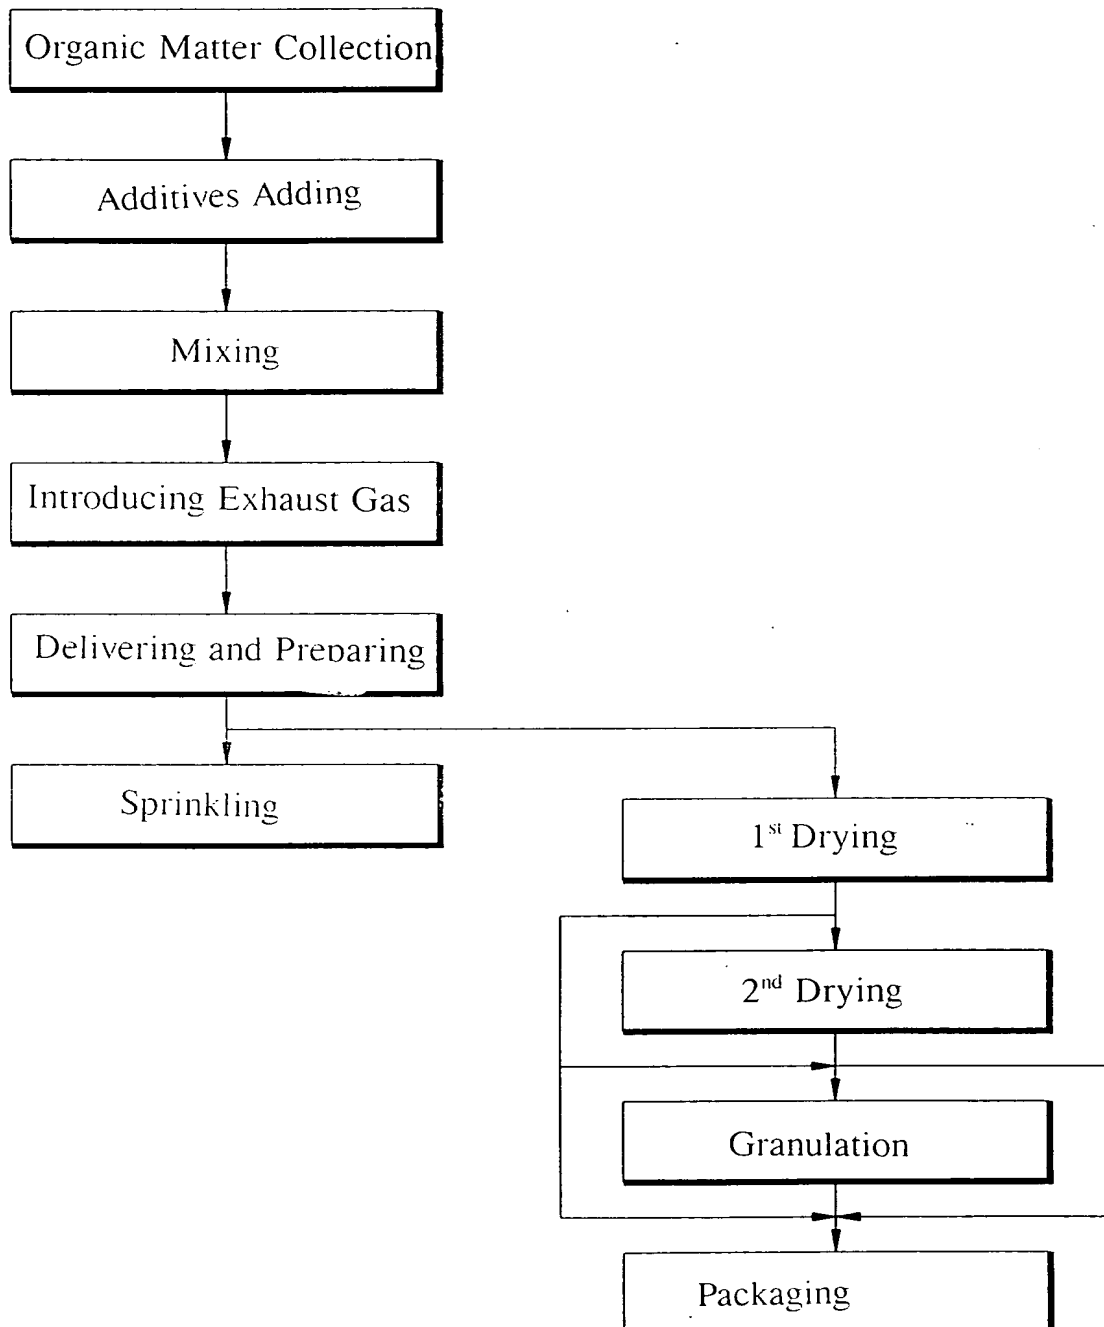 Organic Matter Collection
Additives Adding
Mixing
Introducing Exhaust Gas
Delivering and Preparing
Sprinkling
1st Drying
2nd Drying
Granulation
Packaging